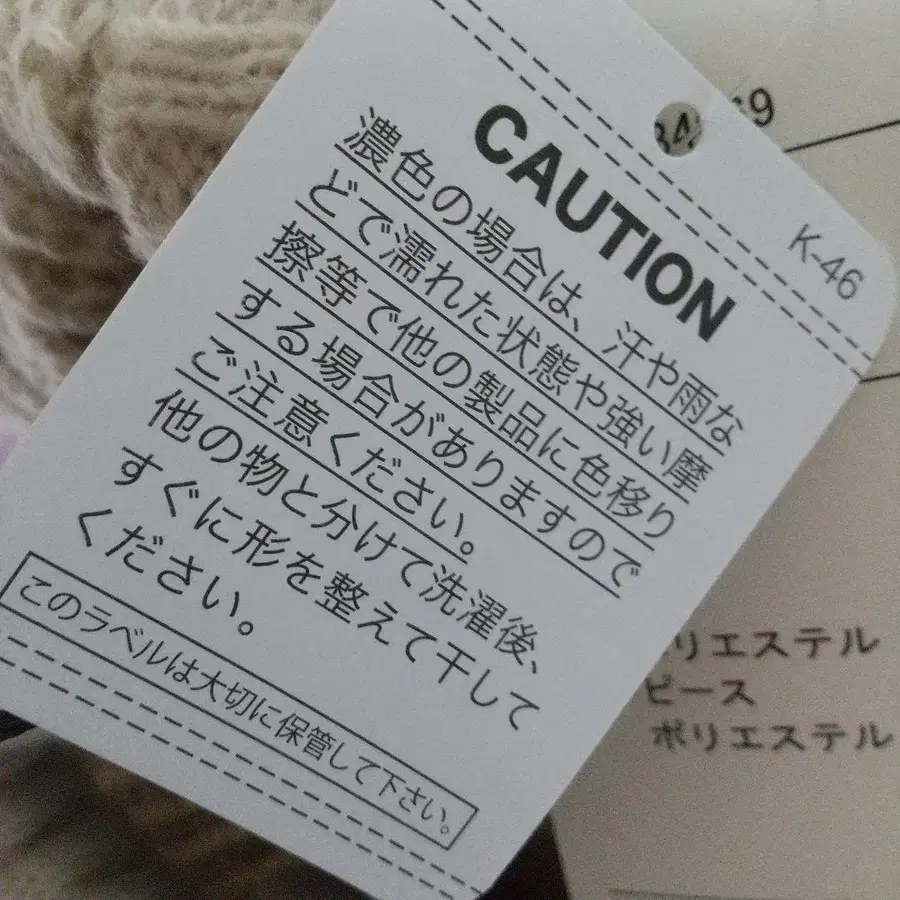 CAUTION
K-46
濃色の場合は、汗や雨な
どで濡れた状態や強い摩
擦等で他の製品に色移り
する場合がありますので
ご注意ください。
他の物と分けて洗濯後、
すぐに形を整えて干して
ください。
このラベルは大切に保管して下さい。
リエステル
ピース
ポリエステル